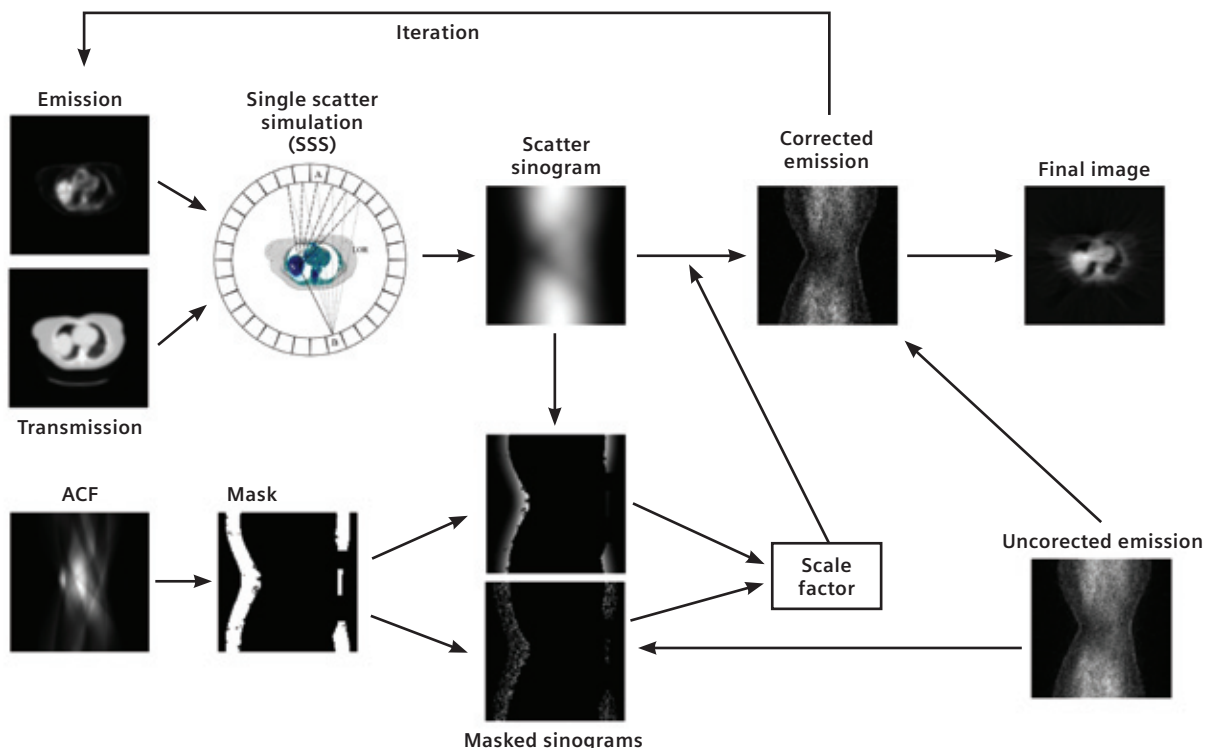 Iteration
Emission
Single scatter
simulation
(SSS)
Scatter
sinogram
Corrected
emission
Final image
A
LOR
B
Transmission
ACF
Mask
Scale
factor
Uncorected emission
Masked sinograms